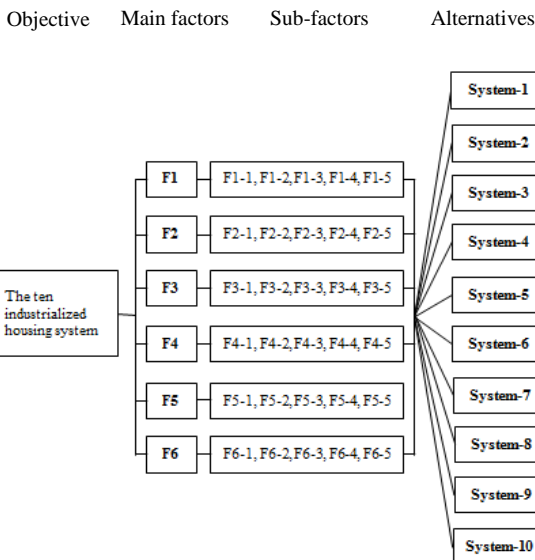 Objective Main factors Sub-factors Alternatives
System-1
System-2
F1 F1-1, F1-2,F1-3, F1-4, F1-5
System-3
F2 F2-1, F2-2,F2-3, F2-4, F2-5
System-4
F3 F3-1, F3-2,F3-3, F3-4, F3-5
System-5
The ten
industrialized
housing system
F4 F4-1, F4-2,F4-3, F4-4, F4-5
System-6
System-7
F5 F5-1, F5-2,F5-3, F5-4, F5-5
System-8
F6 F6-1, F6-2,F6-3, F6-4, F6-5
System-9
System-10